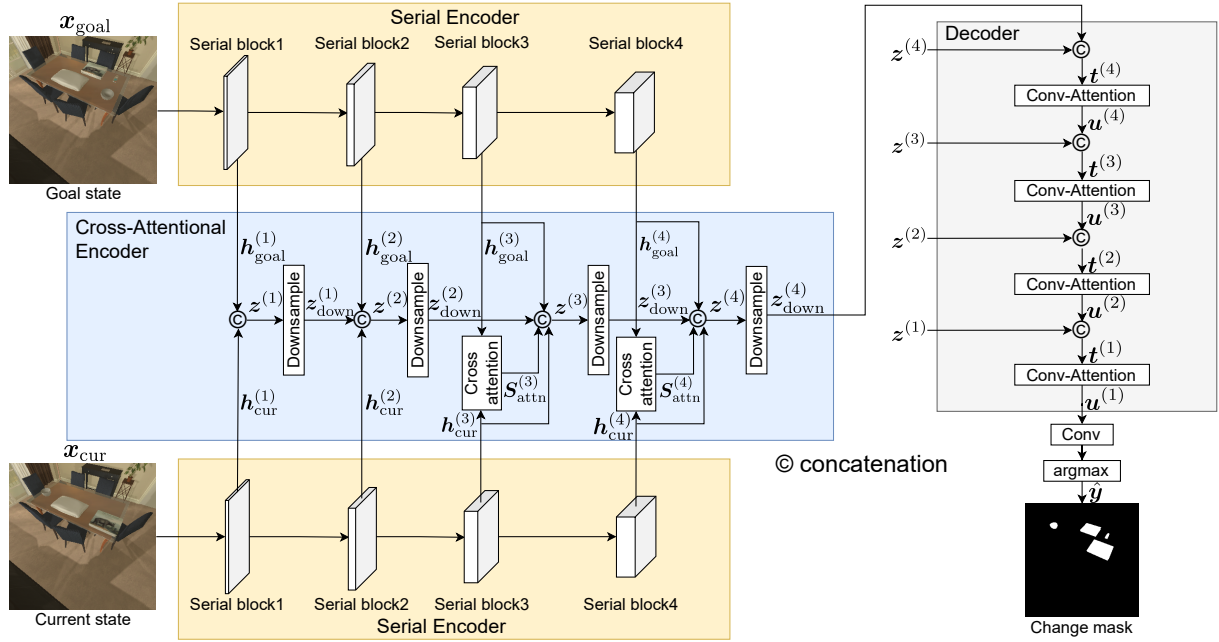 x_goal
Goal state
Serial Encoder
Serial block1
Serial block2
Serial block3
Serial block4
Cross-Attentional
Encoder
h_goal^(1)
h_goal^(2)
h_goal^(3)
h_goal^(4)
© z^(1) Downsample z_down^(1) © z^(2) Downsample z_down^(2) © z^(3) Downsample z_down^(3) © z^(4) Downsample z_down^(4)
Cross
attention
S_attn^(3)
Cross
attention
S_attn^(4)
h_cur^(1)
h_cur^(2)
h_cur^(3)
h_cur^(4)
x_cur
Current state
Serial block1
Serial block2
Serial block3
Serial block4
Serial Encoder
© concatenation
Decoder
z^(4)
©
t^(4)
Conv-Attention
u^(4)
z^(3)
©
t^(3)
Conv-Attention
u^(3)
z^(2)
©
t^(2)
Conv-Attention
u^(2)
z^(1)
©
t^(1)
Conv-Attention
u^(1)
Conv
argmax
ŷ
Change mask